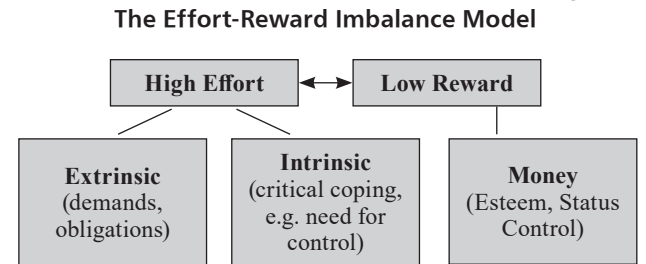 The Effort-Reward Imbalance Model
High Effort
Low Reward
Extrinsic
(demands,
obligations)
Intrinsic
(critical coping,
e.g. need for
control)
Money
(Esteem, Status
Control)